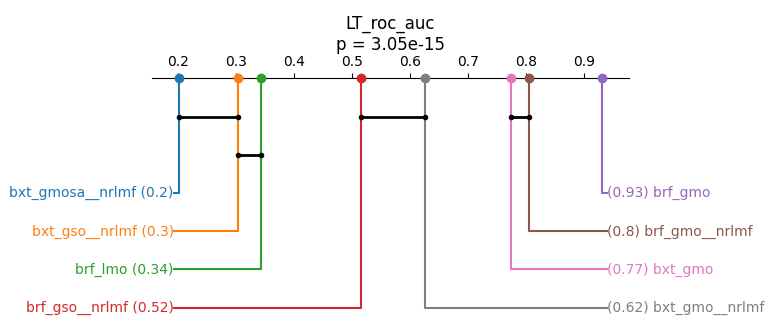 LT_roc_auc
p = 3.05e-15
0.2 0.3 0.4 0.5 0.6 0.7 0.8 0.9
bxt_gmosa__nrlmf (0.2) (0.93) brf_gmo
bxt_gso__nrlmf (0.3) (0.8) brf_gmo__nrlmf
brf_lmo (0.34) (0.77) bxt_gmo
brf_gso__nrlmf (0.52) (0.62) bxt_gmo__nrlmf